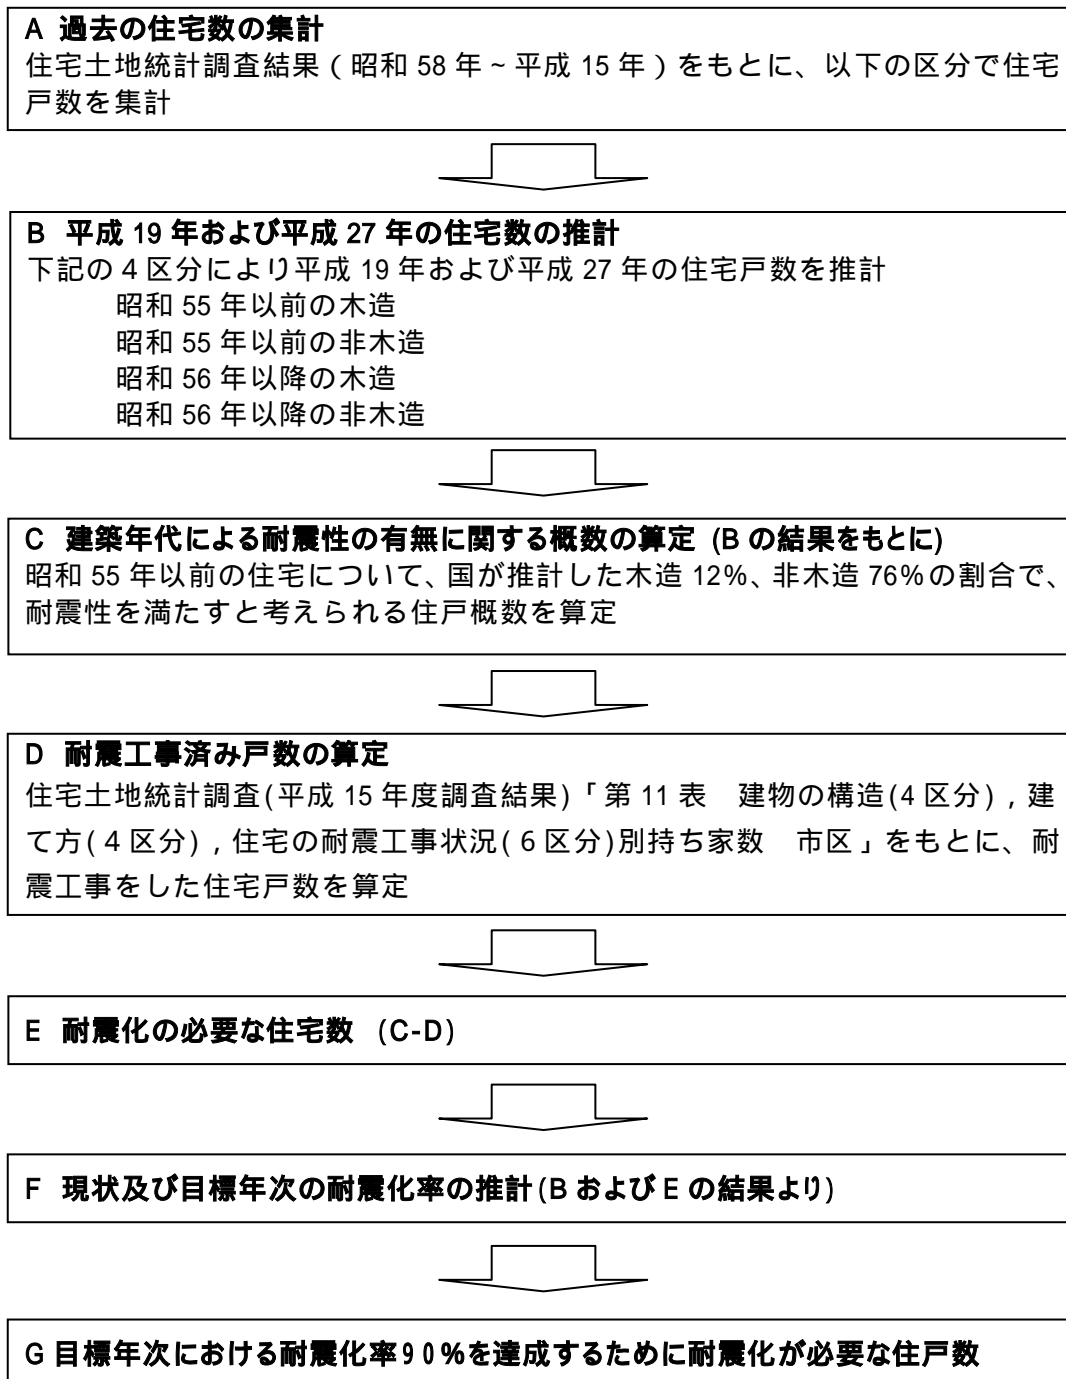 A 過去の住宅数の集計
住宅土地統計調査結果（昭和 58 年～平成 15 年）をもとに、以下の区分で住宅
戸数を集計
B 平成 19 年および平成 27 年の住宅数の推計
下記の 4 区分により平成 19 年および平成 27 年の住宅戸数を推計
昭和 55 年以前の木造
昭和 55 年以前の非木造
昭和 56 年以降の木造
昭和 56 年以降の非木造
C 建築年代による耐震性の有無に関する概数の算定 (B の結果をもとに)
昭和 55 年以前の住宅について、国が推計した木造 12%、非木造 76%の割合で、
耐震性を満たすと考えられる住戸概数を算定
D 耐震工事済み戸数の算定
住宅土地統計調査(平成 15 年度調査結果)「第 11 表　建物の構造(4 区分)，建
て方(４区分)，住宅の耐震工事状況(６区分)別持ち家数　市区」をもとに、耐
震工事をした住宅戸数を算定
E 耐震化の必要な住宅数 (C-D)
F 現状及び目標年次の耐震化率の推計(B および E の結果より)
G 目標年次における耐震化率９０%を達成するために耐震化が必要な住戸数